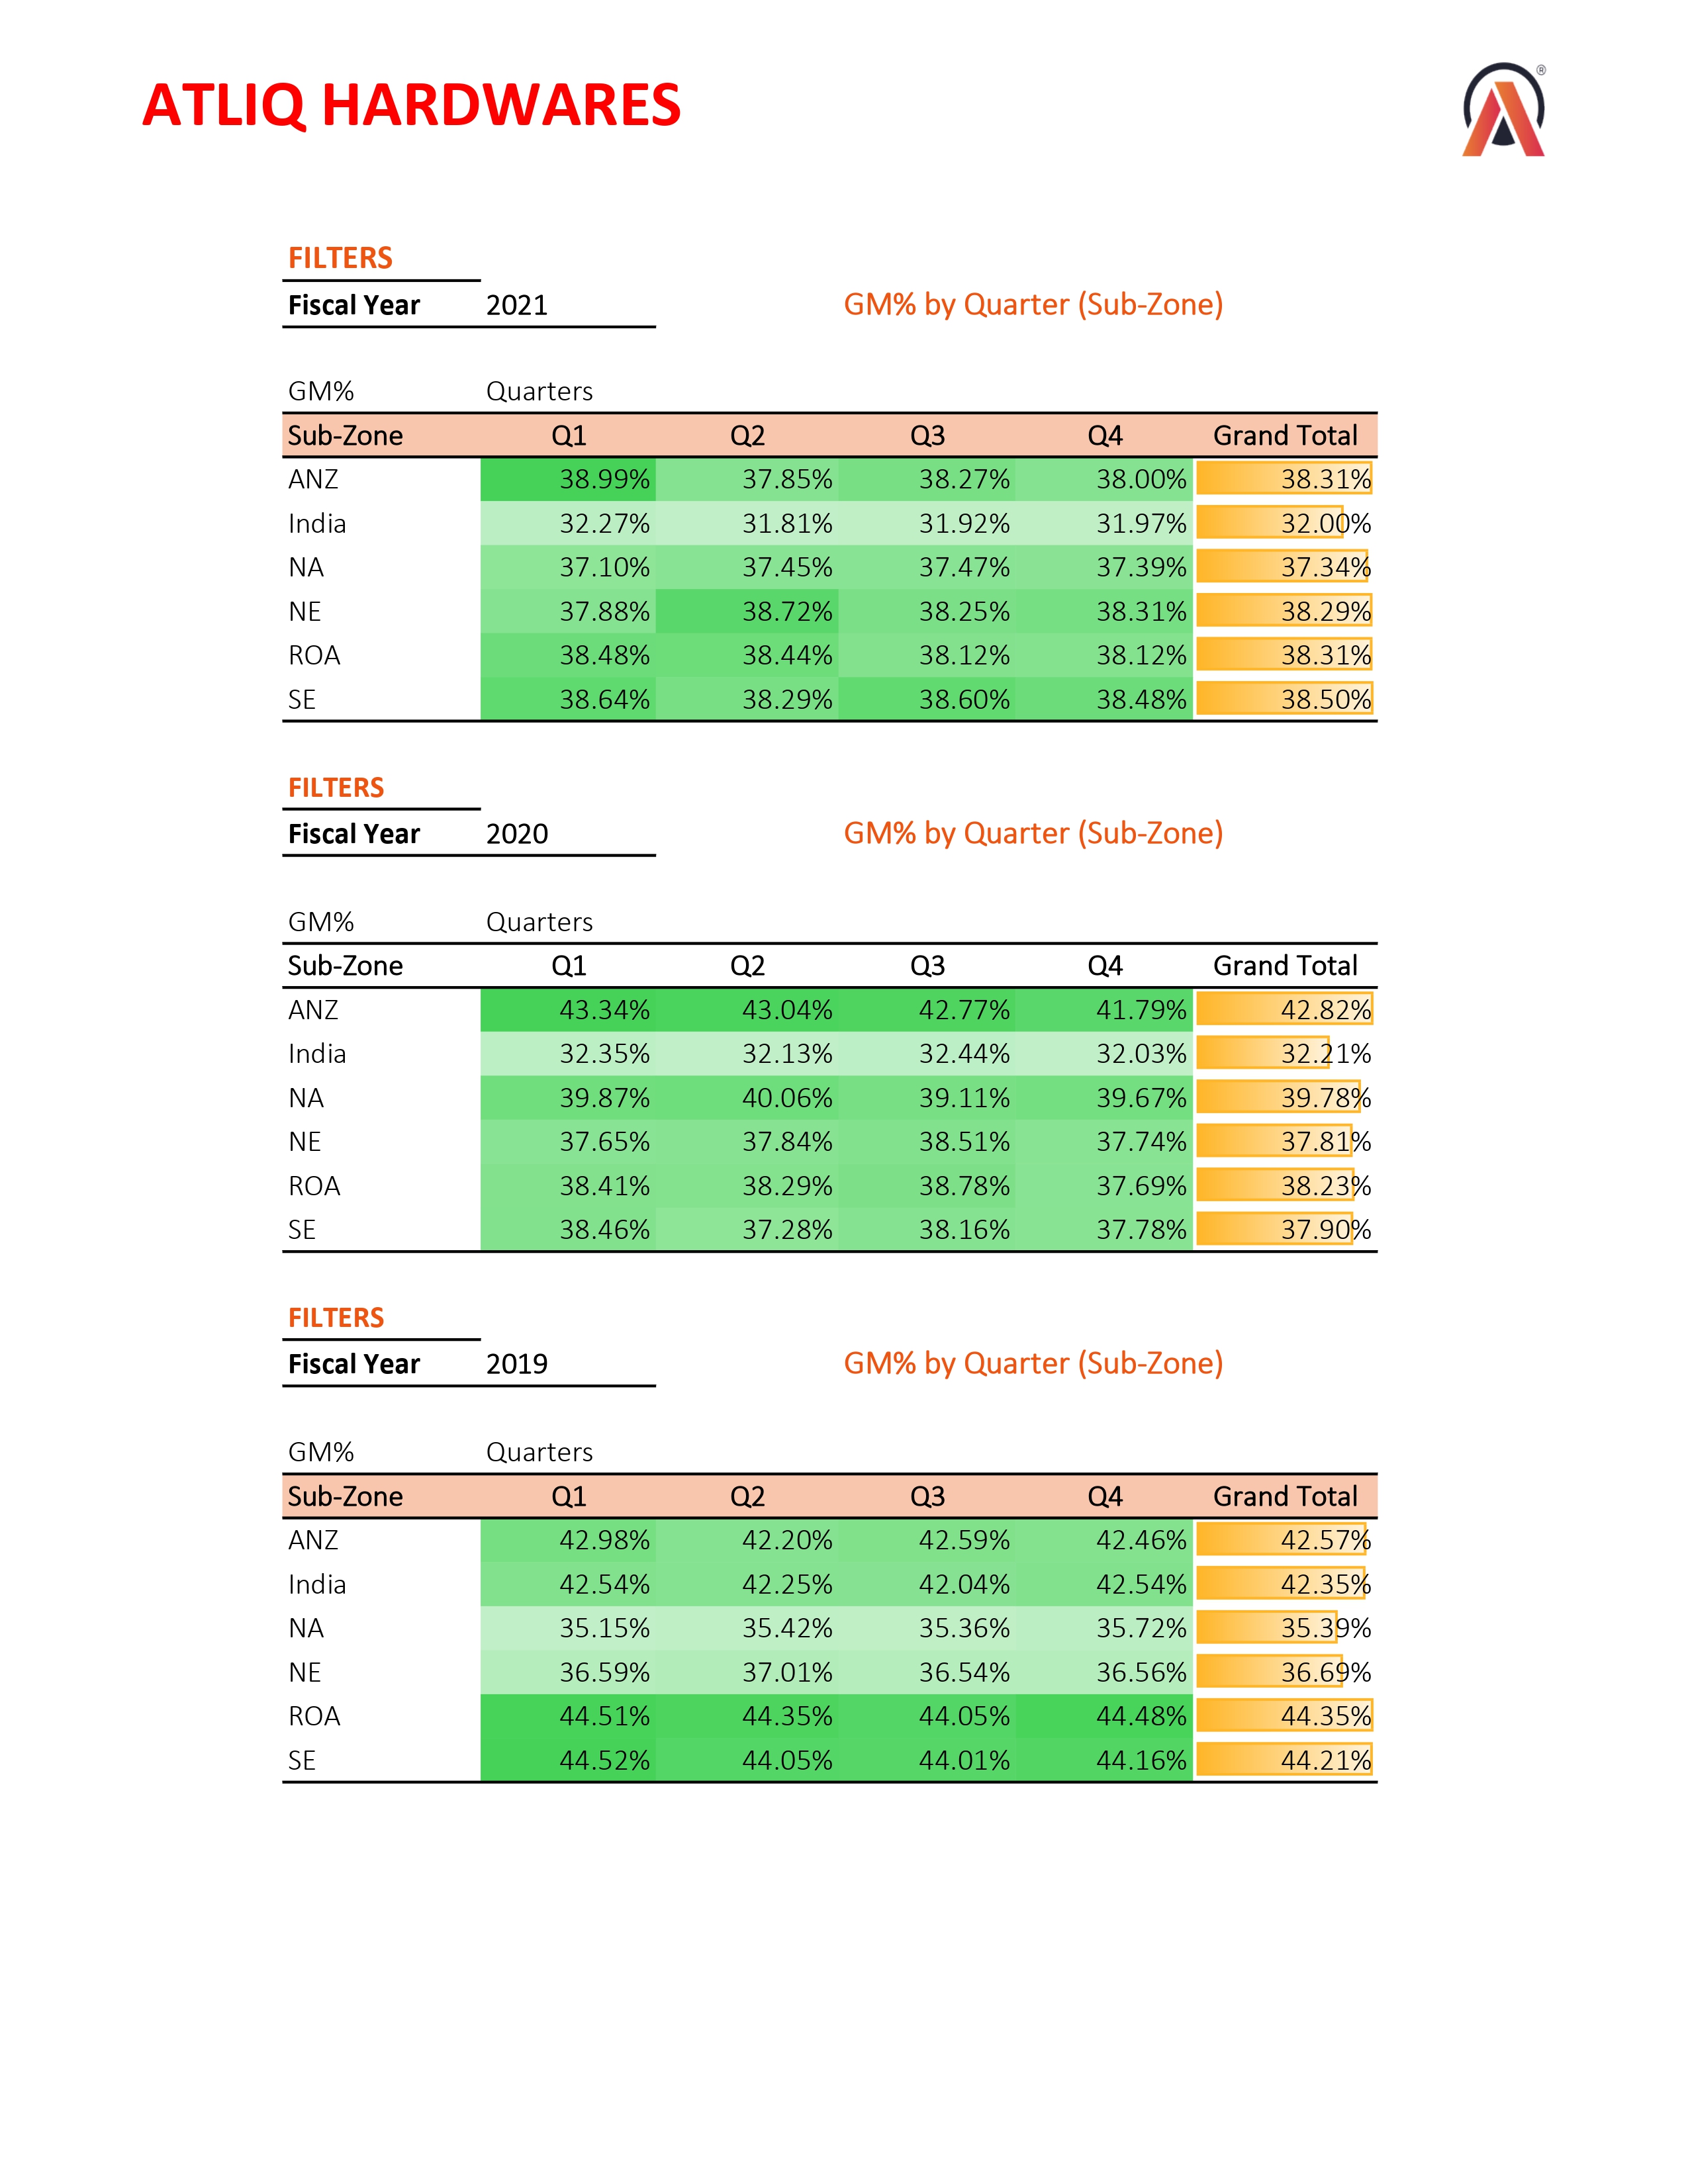 ATLIQ HARDWARES
®
FILTERS
Fiscal Year 2021 GM% by Quarter (Sub-Zone)
GM% Quarters
Sub-Zone Q1 Q2 Q3 Q4 Grand Total
ANZ 38.99% 37.85% 38.27% 38.00% 38.31%
India 32.27% 31.81% 31.92% 31.97% 32.00%
NA 37.10% 37.45% 37.47% 37.39% 37.34%
NE 37.88% 38.72% 38.25% 38.31% 38.29%
ROA 38.48% 38.44% 38.12% 38.12% 38.31%
SE 38.64% 38.29% 38.60% 38.48% 38.50%
FILTERS
Fiscal Year 2020 GM% by Quarter (Sub-Zone)
GM% Quarters
Sub-Zone Q1 Q2 Q3 Q4 Grand Total
ANZ 43.34% 43.04% 42.77% 41.79% 42.82%
India 32.35% 32.13% 32.44% 32.03% 32.21%
NA 39.87% 40.06% 39.11% 39.67% 39.78%
NE 37.65% 37.84% 38.51% 37.74% 37.81%
ROA 38.41% 38.29% 38.78% 37.69% 38.23%
SE 38.46% 37.28% 38.16% 37.78% 37.90%
FILTERS
Fiscal Year 2019 GM% by Quarter (Sub-Zone)
GM% Quarters
Sub-Zone Q1 Q2 Q3 Q4 Grand Total
ANZ 42.98% 42.20% 42.59% 42.46% 42.57%
India 42.54% 42.25% 42.04% 42.54% 42.35%
NA 35.15% 35.42% 35.36% 35.72% 35.39%
NE 36.59% 37.01% 36.54% 36.56% 36.69%
ROA 44.51% 44.35% 44.05% 44.48% 44.35%
SE 44.52% 44.05% 44.01% 44.16% 44.21%